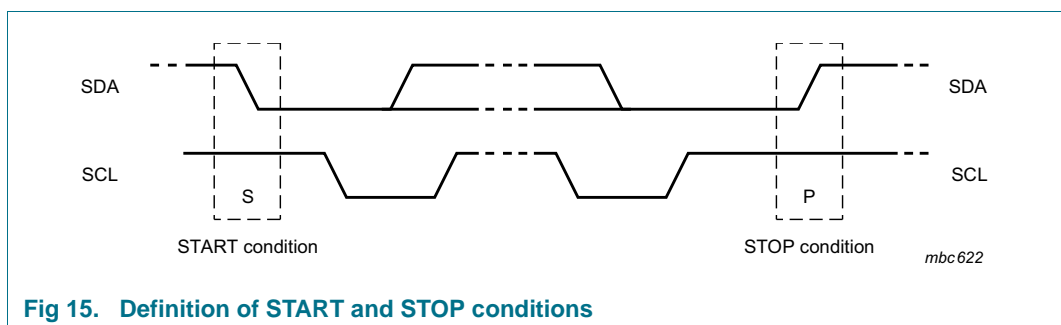 SDA SDA
SCL SCL
S P
START condition STOP condition
mbc622
Fig 15. Definition of START and STOP conditions